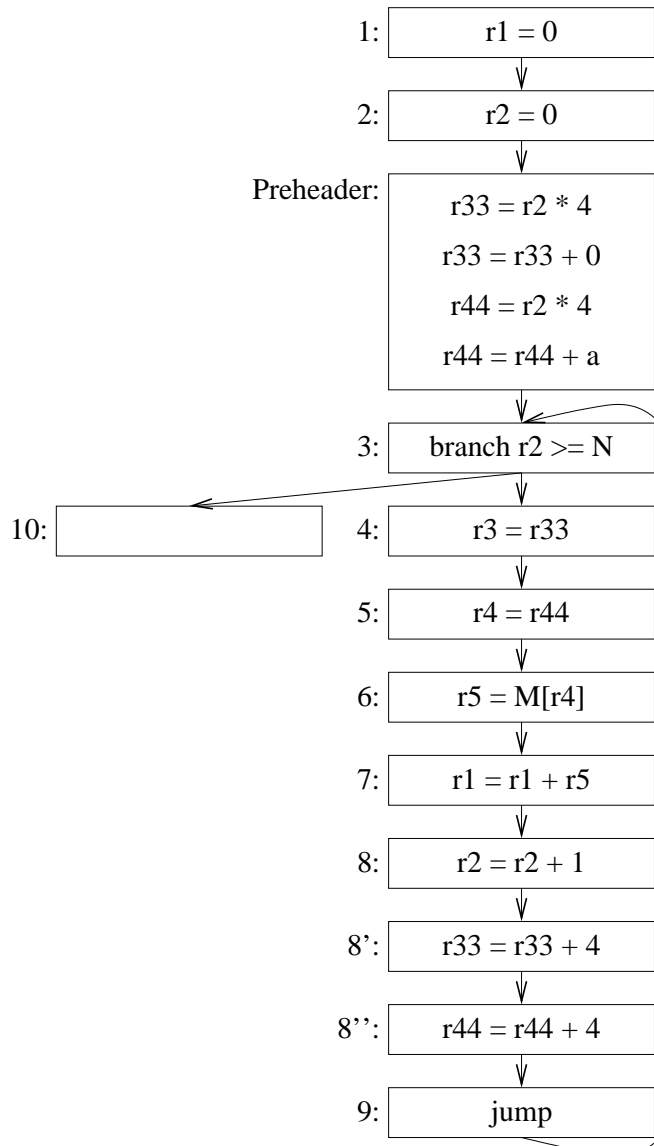 1: r1 = 0
2: r2 = 0
Preheader: r33 = r2 * 4
r33 = r33 + 0
r44 = r2 * 4
r44 = r44 + a
3: branch r2 >= N
10: 4: r3 = r33
5: r4 = r44
6: r5 = M[r4]
7: r1 = r1 + r5
8: r2 = r2 + 1
8': r33 = r33 + 4
8'': r44 = r44 + 4
9: jump